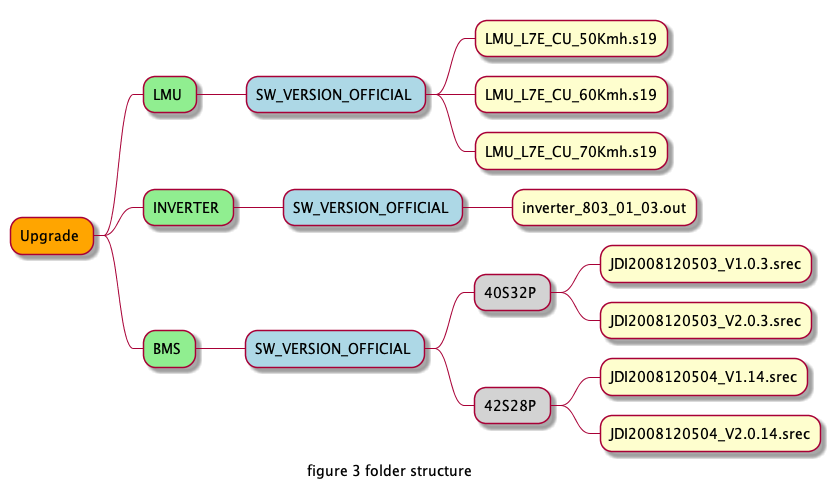 Upgrade
LMU
SW_VERSION_OFFICIAL
LMU_L7E_CU_50Kmh.s19
LMU_L7E_CU_60Kmh.s19
LMU_L7E_CU_70Kmh.s19
INVERTER
SW_VERSION_OFFICIAL
inverter_803_01_03.out
BMS
SW_VERSION_OFFICIAL
40S32P
JDI2008120503_V1.0.3.srec
JDI2008120503_V2.0.3.srec
42S28P
JDI2008120504_V1.14.srec
JDI2008120504_V2.0.14.srec
figure 3 folder structure